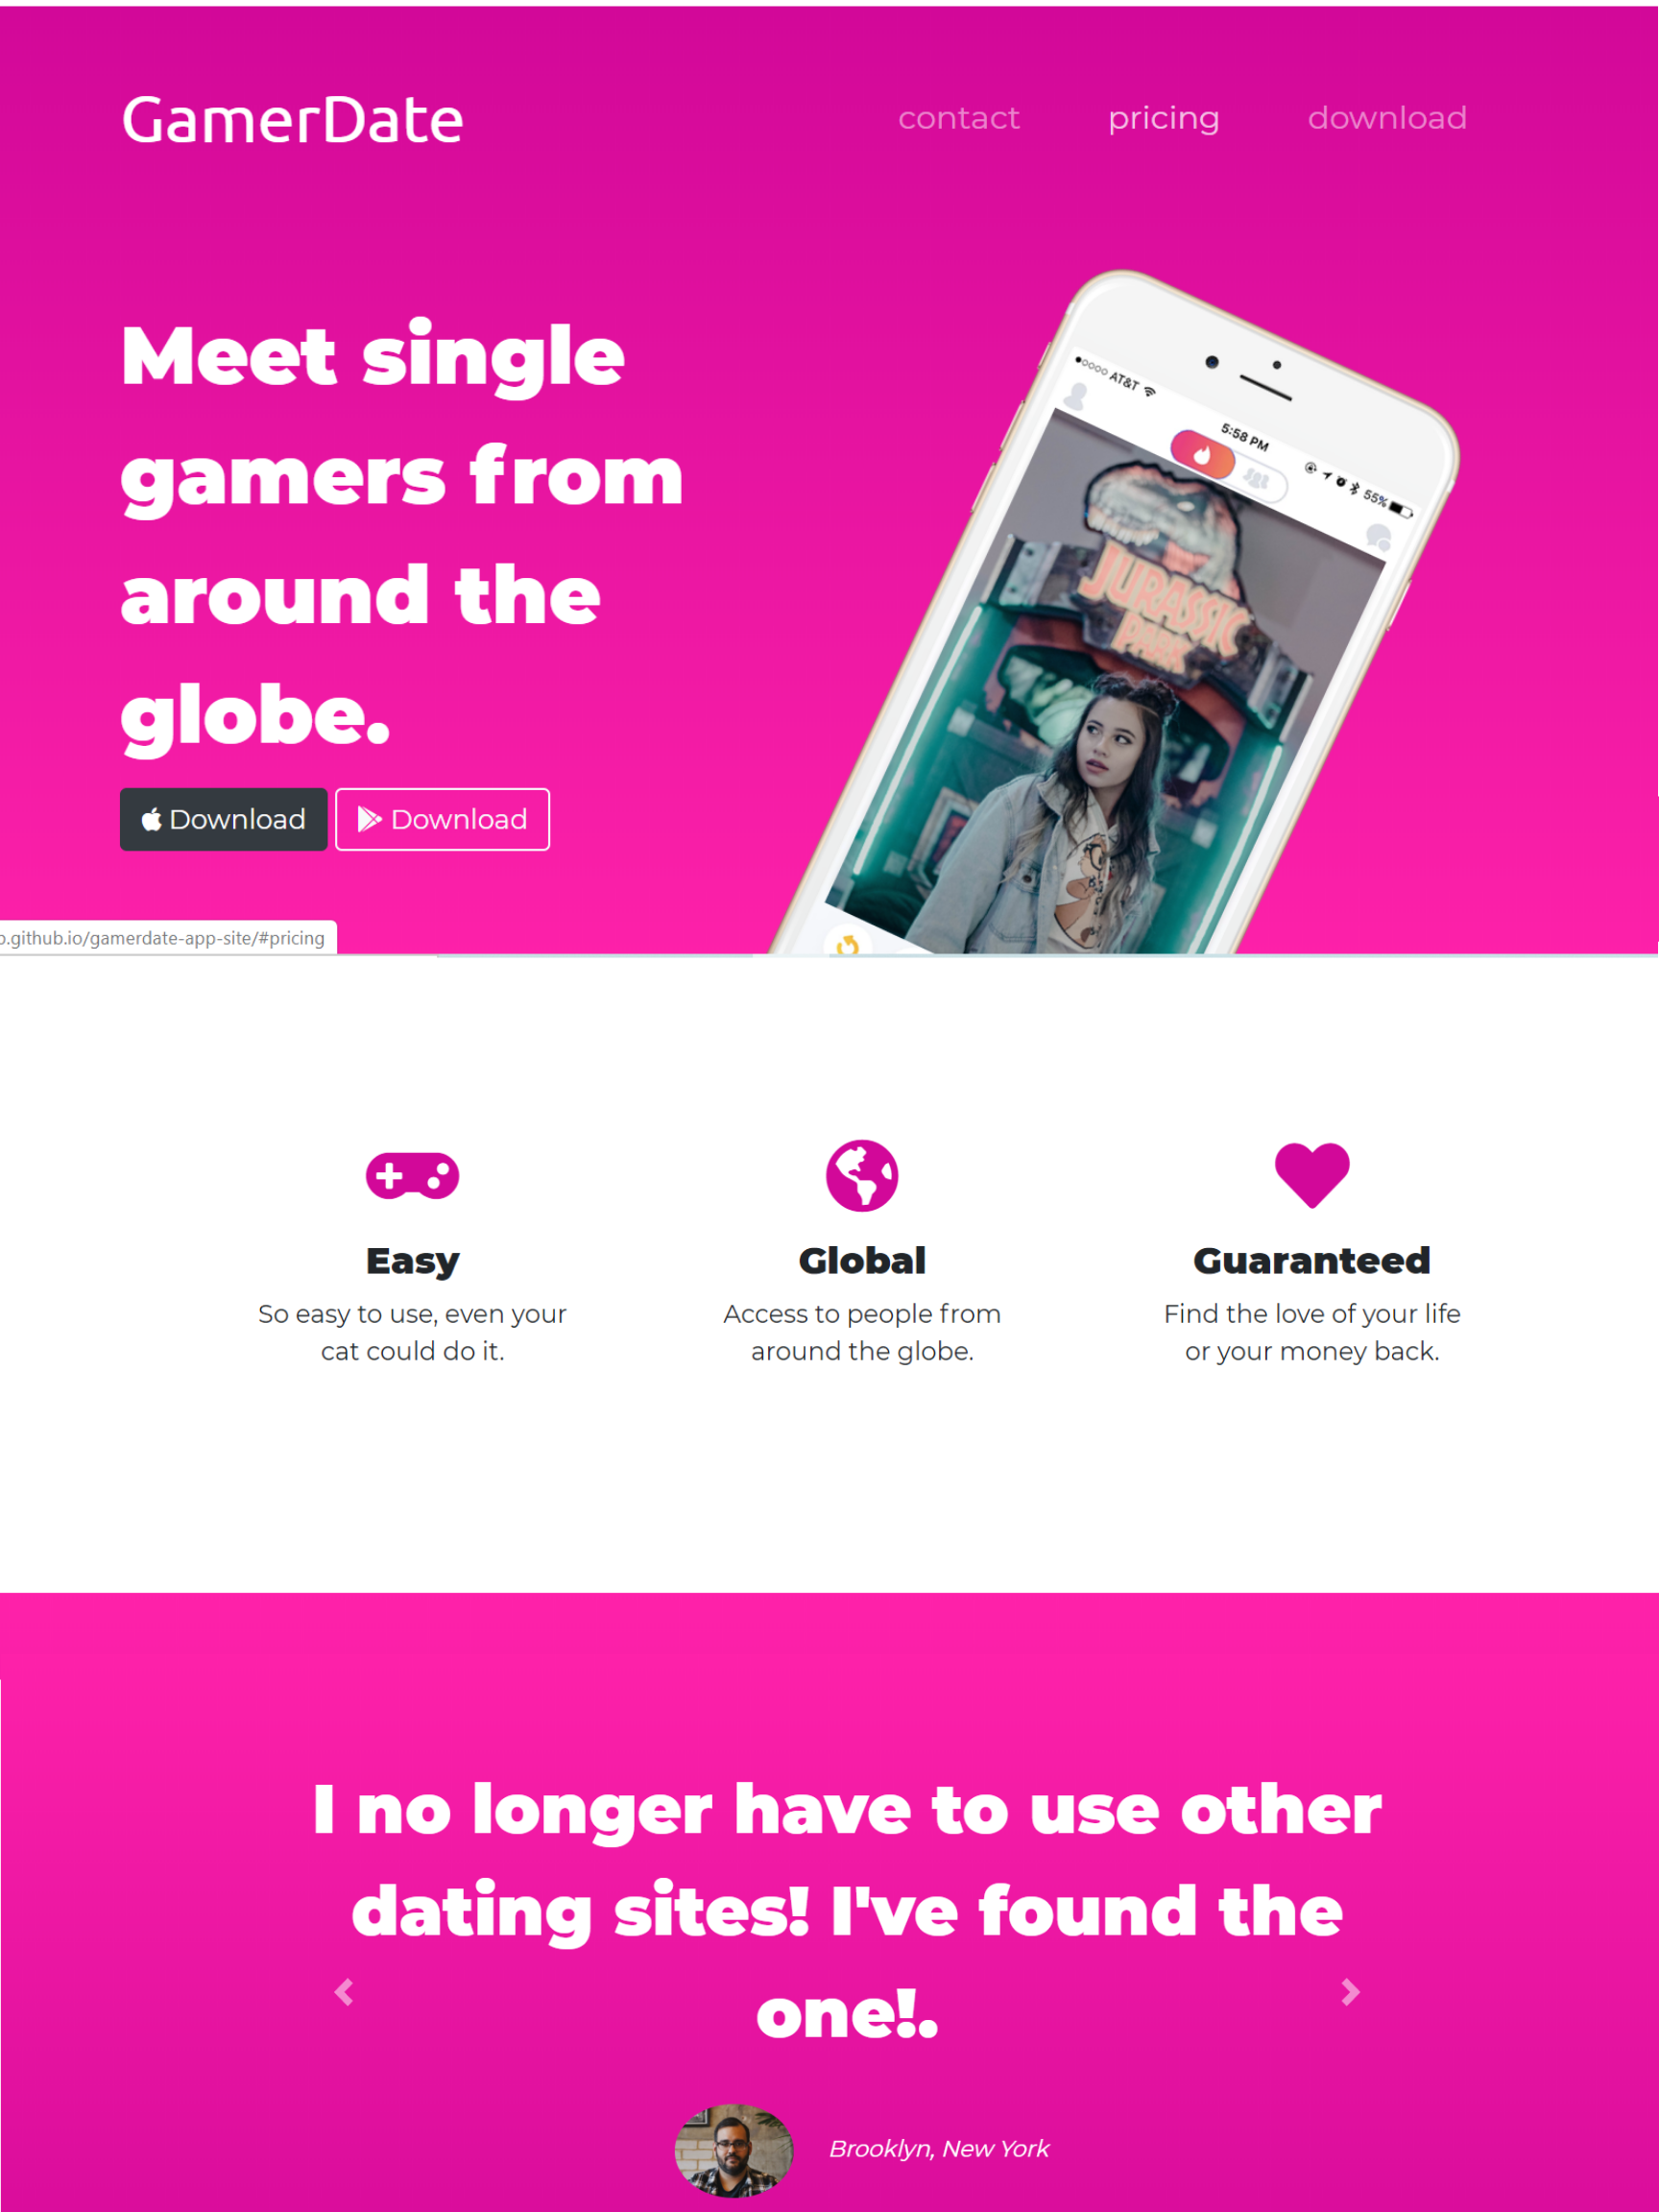 GamerDate
contact pricing download
Meet single
gamers from
around the
globe.
AT&T 5:58 PM 55%
JURASSIC
PARK
Download Download
.github.io/gamerdate-app-site/#pricing
Easy Global Guaranteed
So easy to use, even your Access to people from Find the love of your life
cat could do it. around the globe. or your money back.
I no longer have to use other
dating sites! I've found the
one!.
Brooklyn, New York